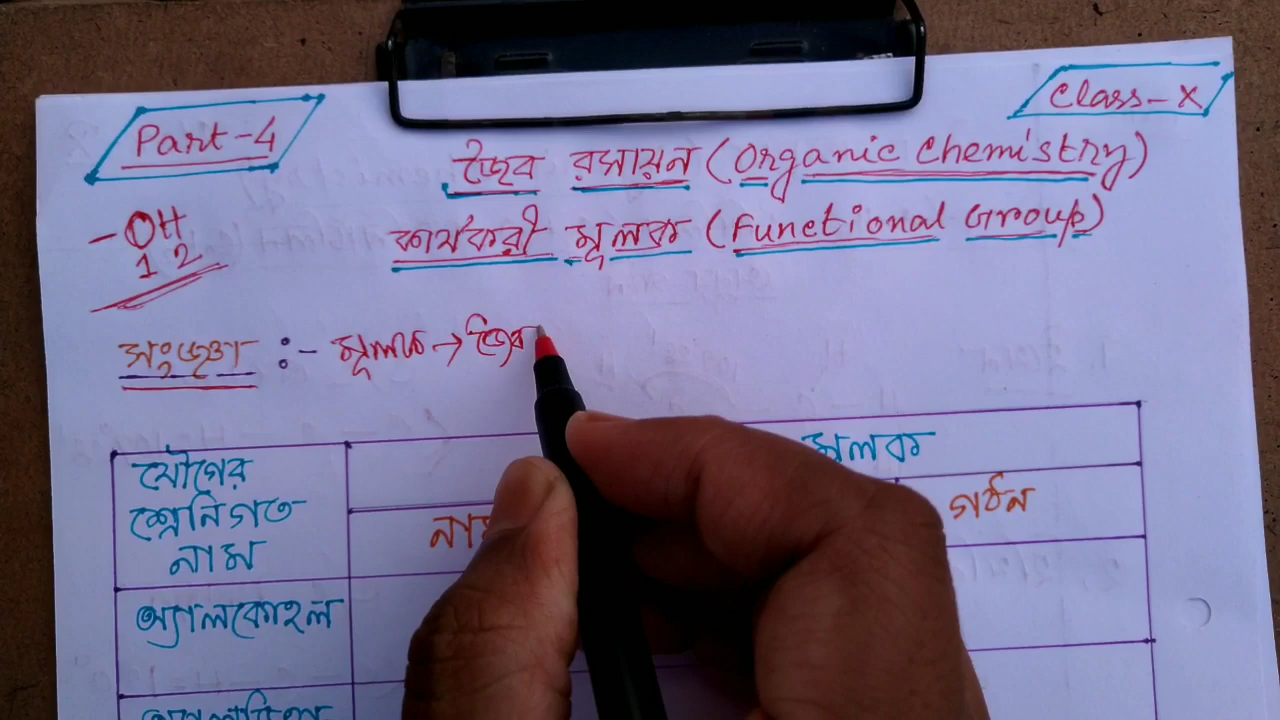 Part-4
Class-X
জৈব রসায়ন (Organic Chemistry)
কার্যকরী মূলক (Functional Group)
-OH
1 2
সংজ্ঞা :- মূলক → জৈব
যৌগের
শ্রেনিগত
নাম
মূলক
গঠন
অ্যালকোহল